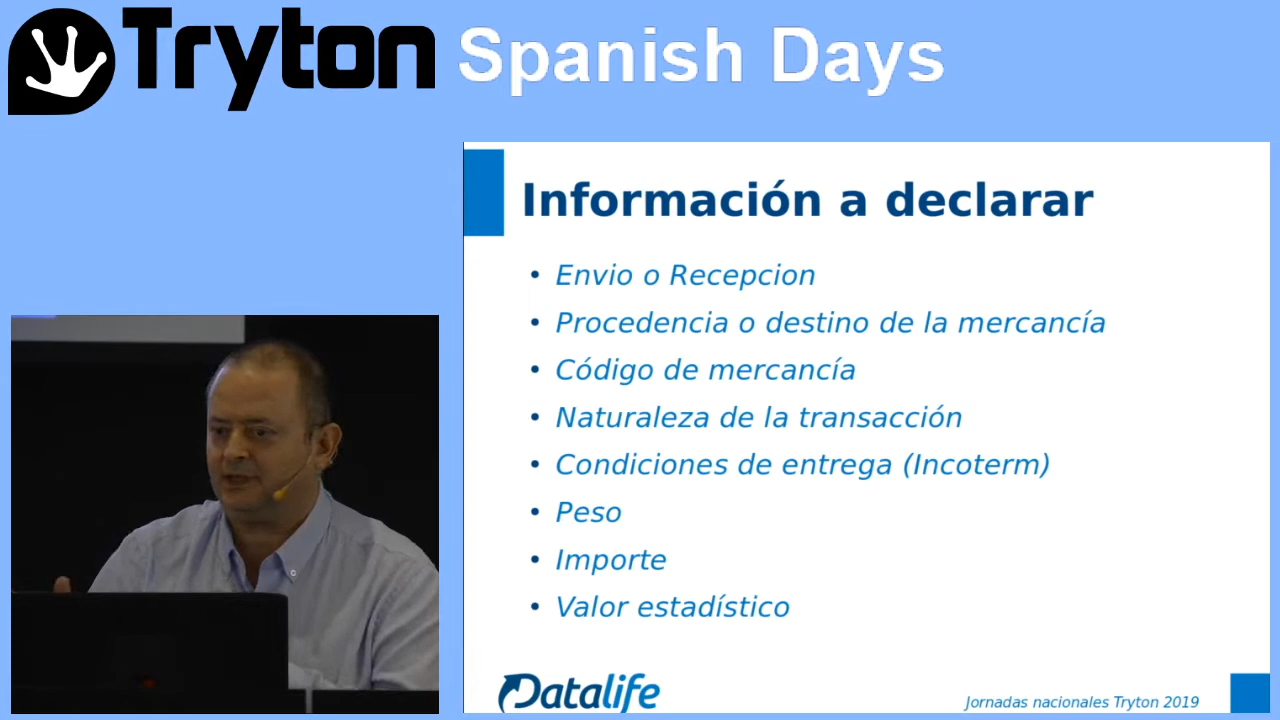 Tryton Spanish Days
Información a declarar
• Envio o Recepcion
• Procedencia o destino de la mercancía
• Código de mercancía
• Naturaleza de la transacción
• Condiciones de entrega (Incoterm)
• Peso
• Importe
• Valor estadístico
Datalife
Jornadas nacionales Tryton 2019